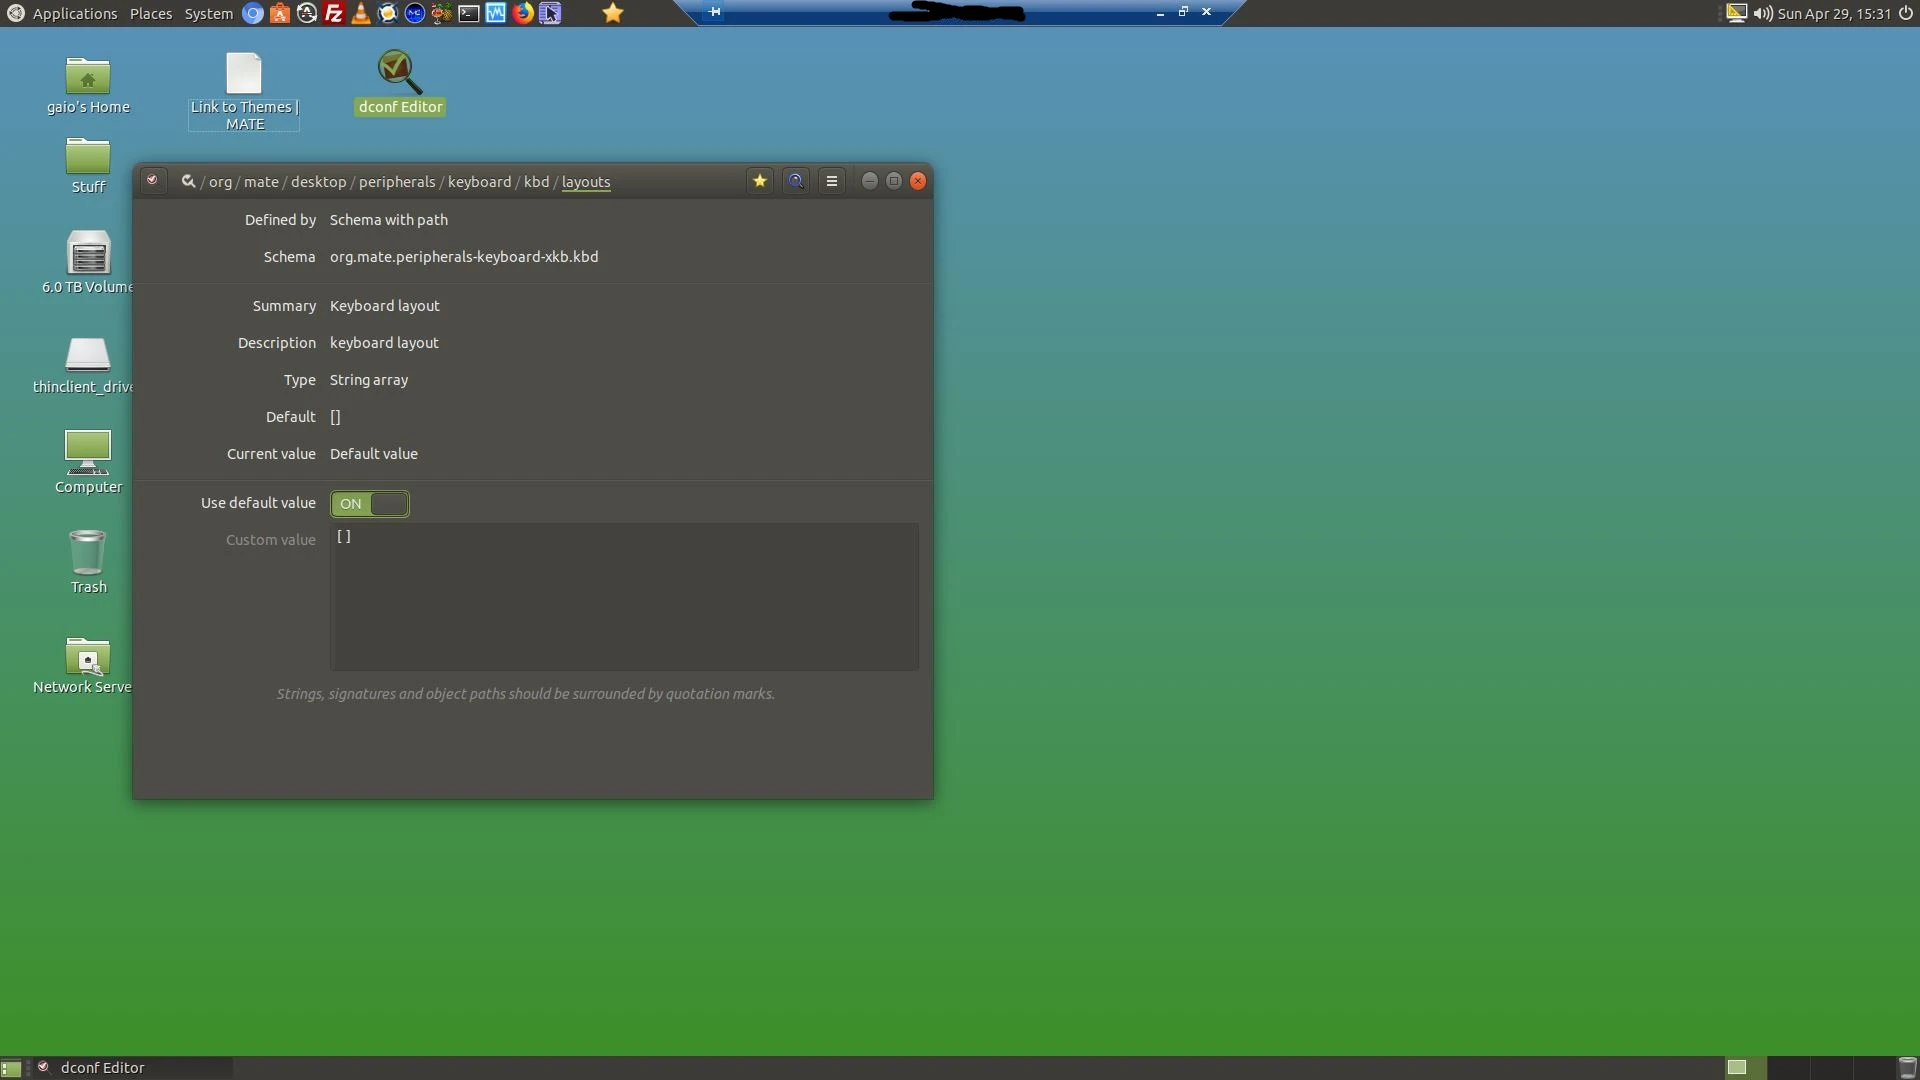 Applications Places System
Sun Apr 29, 15:31
gaio's Home
Link to Themes |
MATE
dconf Editor
Stuff
6.0 TB Volume
thinclient_drive
Computer
Trash
Network Serve
/ org / mate / desktop / peripherals / keyboard / kbd / layouts
Defined by Schema with path
Schema org.mate.peripherals-keyboard-xkb.kbd
Summary Keyboard layout
Description keyboard layout
Type String array
Default []
Current value Default value
Use default value ON
Custom value []
Strings, signatures and object paths should be surrounded by quotation marks.
dconf Editor